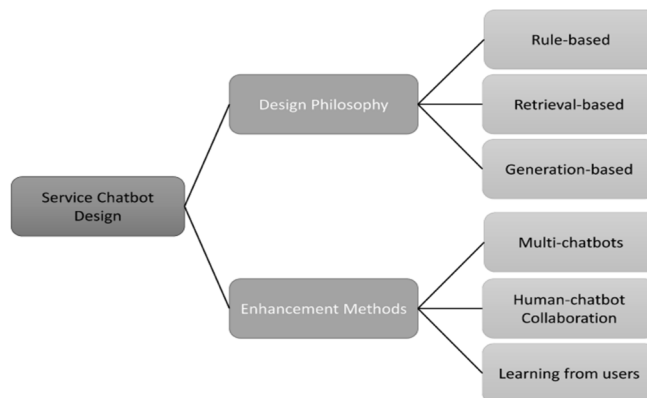 Service Chatbot
Design
Design Philosophy
Rule-based
Retrieval-based
Generation-based
Enhancement Methods
Multi-chatbots
Human-chatbot
Collaboration
Learning from users